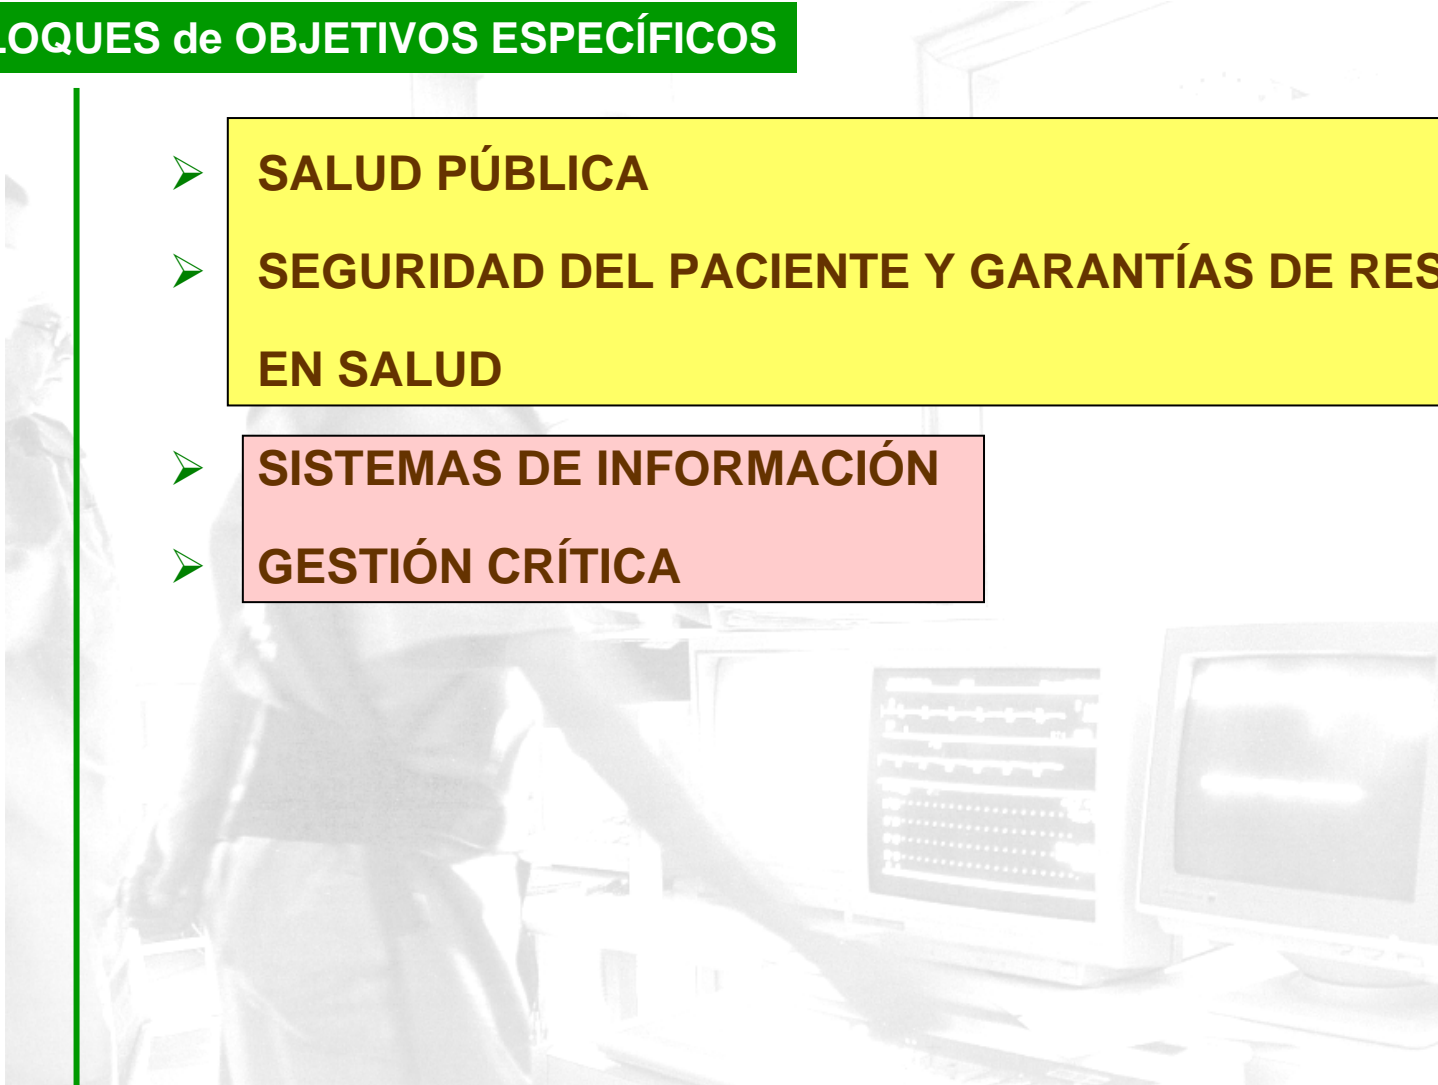 LOQUES de OBJETIVOS ESPECÍFICOS
SALUD PÚBLICA
SEGURIDAD DEL PACIENTE Y GARANTÍAS DE RES
EN SALUD
SISTEMAS DE INFORMACIÓN
GESTIÓN CRÍTICA